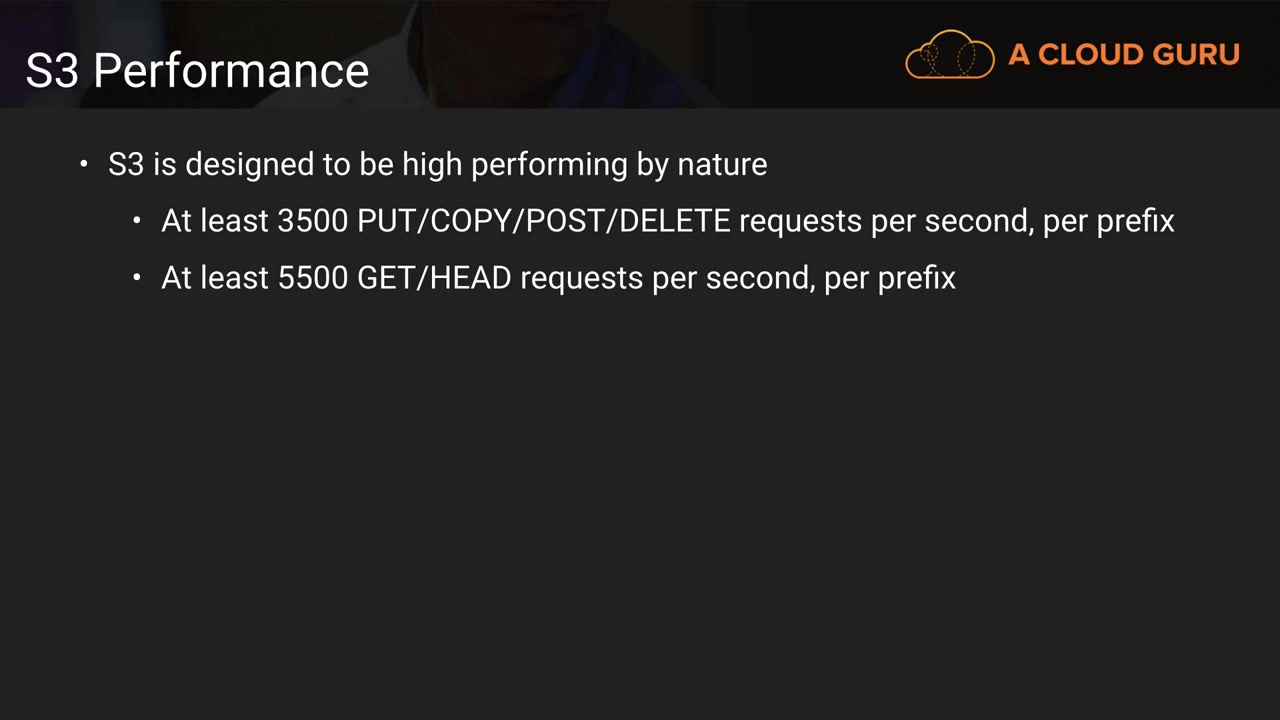 S3 Performance
A CLOUD GURU
• S3 is designed to be high performing by nature
• At least 3500 PUT/COPY/POST/DELETE requests per second, per prefix
• At least 5500 GET/HEAD requests per second, per prefix